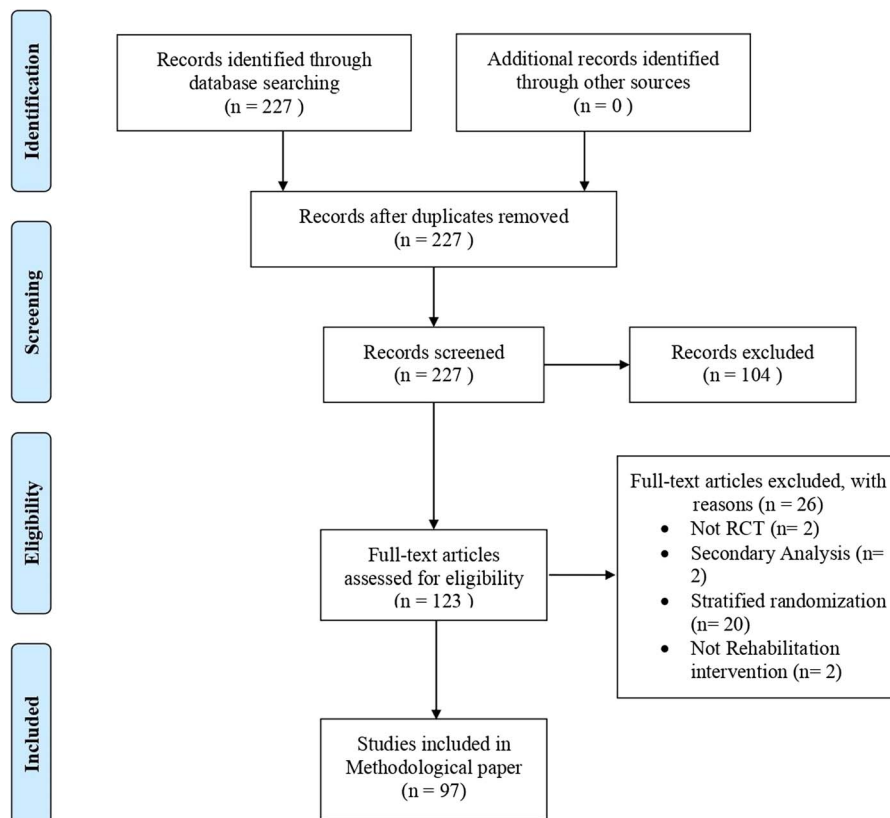 Identification
Records identified through
database searching
(n = 227 )
Additional records identified
through other sources
(n = 0 )
Records after duplicates removed
(n = 227 )
Screening
Records screened
(n = 227 )
Records excluded
(n = 104 )
Eligibility
Full-text articles
assessed for eligibility
(n = 123 )
Full-text articles excluded, with
reasons (n = 26)
• Not RCT (n= 2)
• Secondary Analysis (n=
2)
• Stratified randomization
(n= 20)
• Not Rehabilitation
intervention (n= 2)
Included
Studies included in
Methodological paper
(n = 97)